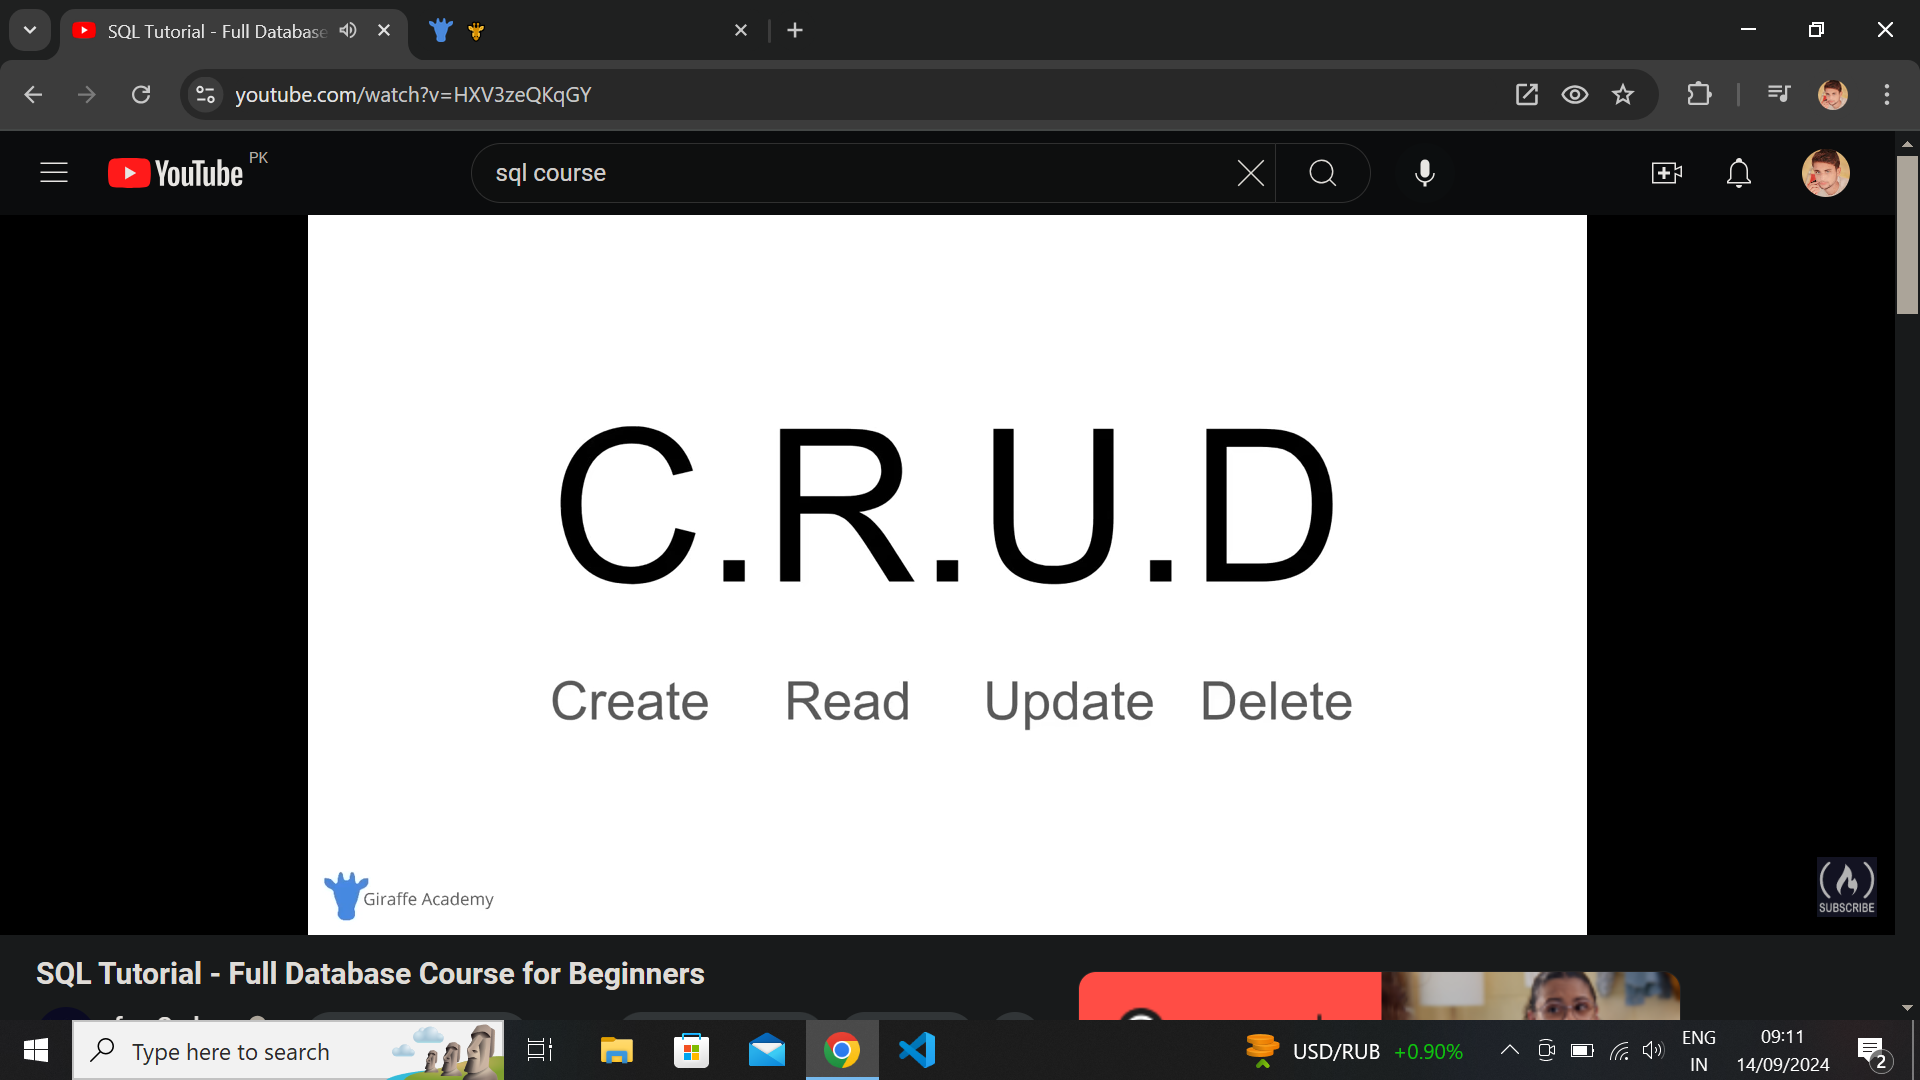 SQL Tutorial - Full Database
youtube.com/watch?v=HXV3zeQKqGY
YouTube PK
sql course
C.R.U.D
Create Read Update Delete
Giraffe Academy
SUBSCRIBE
SQL Tutorial - Full Database Course for Beginners
Type here to search
USD/RUB +0.90%
ENG
IN
09:11
14/09/2024
2